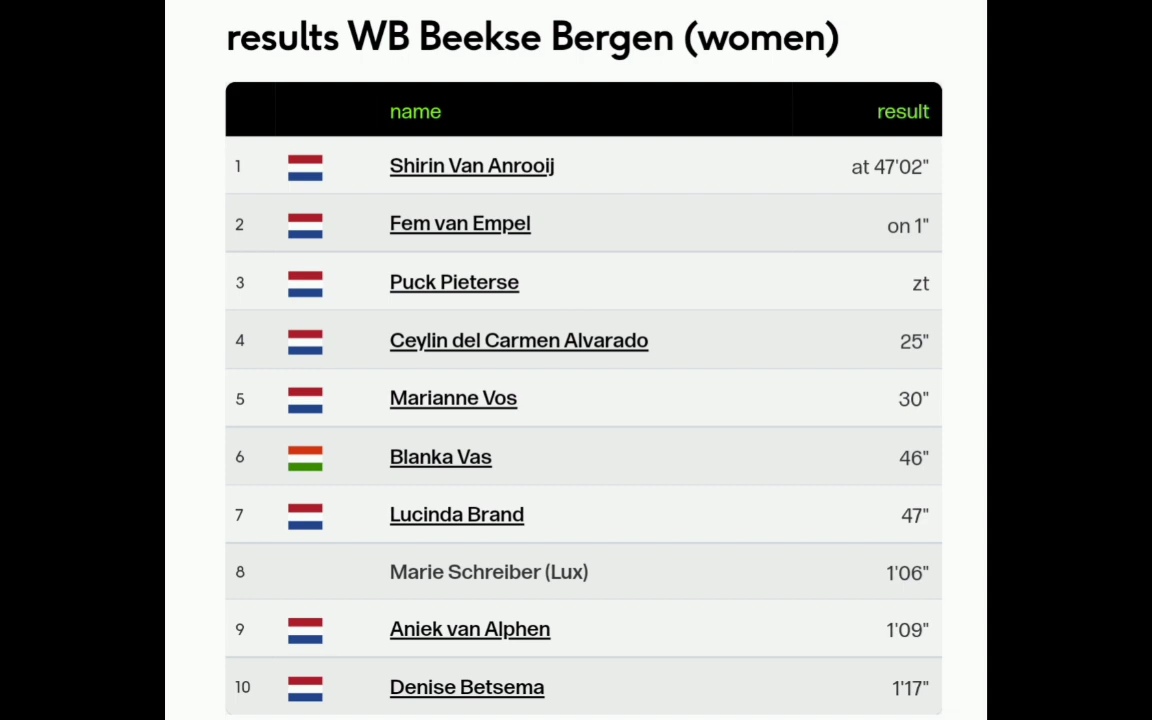 results WB Beekse Bergen (women)
name result
1 Shirin Van Anrooij at 47'02"
2 Fem van Empel on 1"
3 Puck Pieterse zt
4 Ceylin del Carmen Alvarado 25"
5 Marianne Vos 30"
6 Blanka Vas 46"
7 Lucinda Brand 47"
8 Marie Schreiber (Lux) 1'06"
9 Aniek van Alphen 1'09"
10 Denise Betsema 1'17"